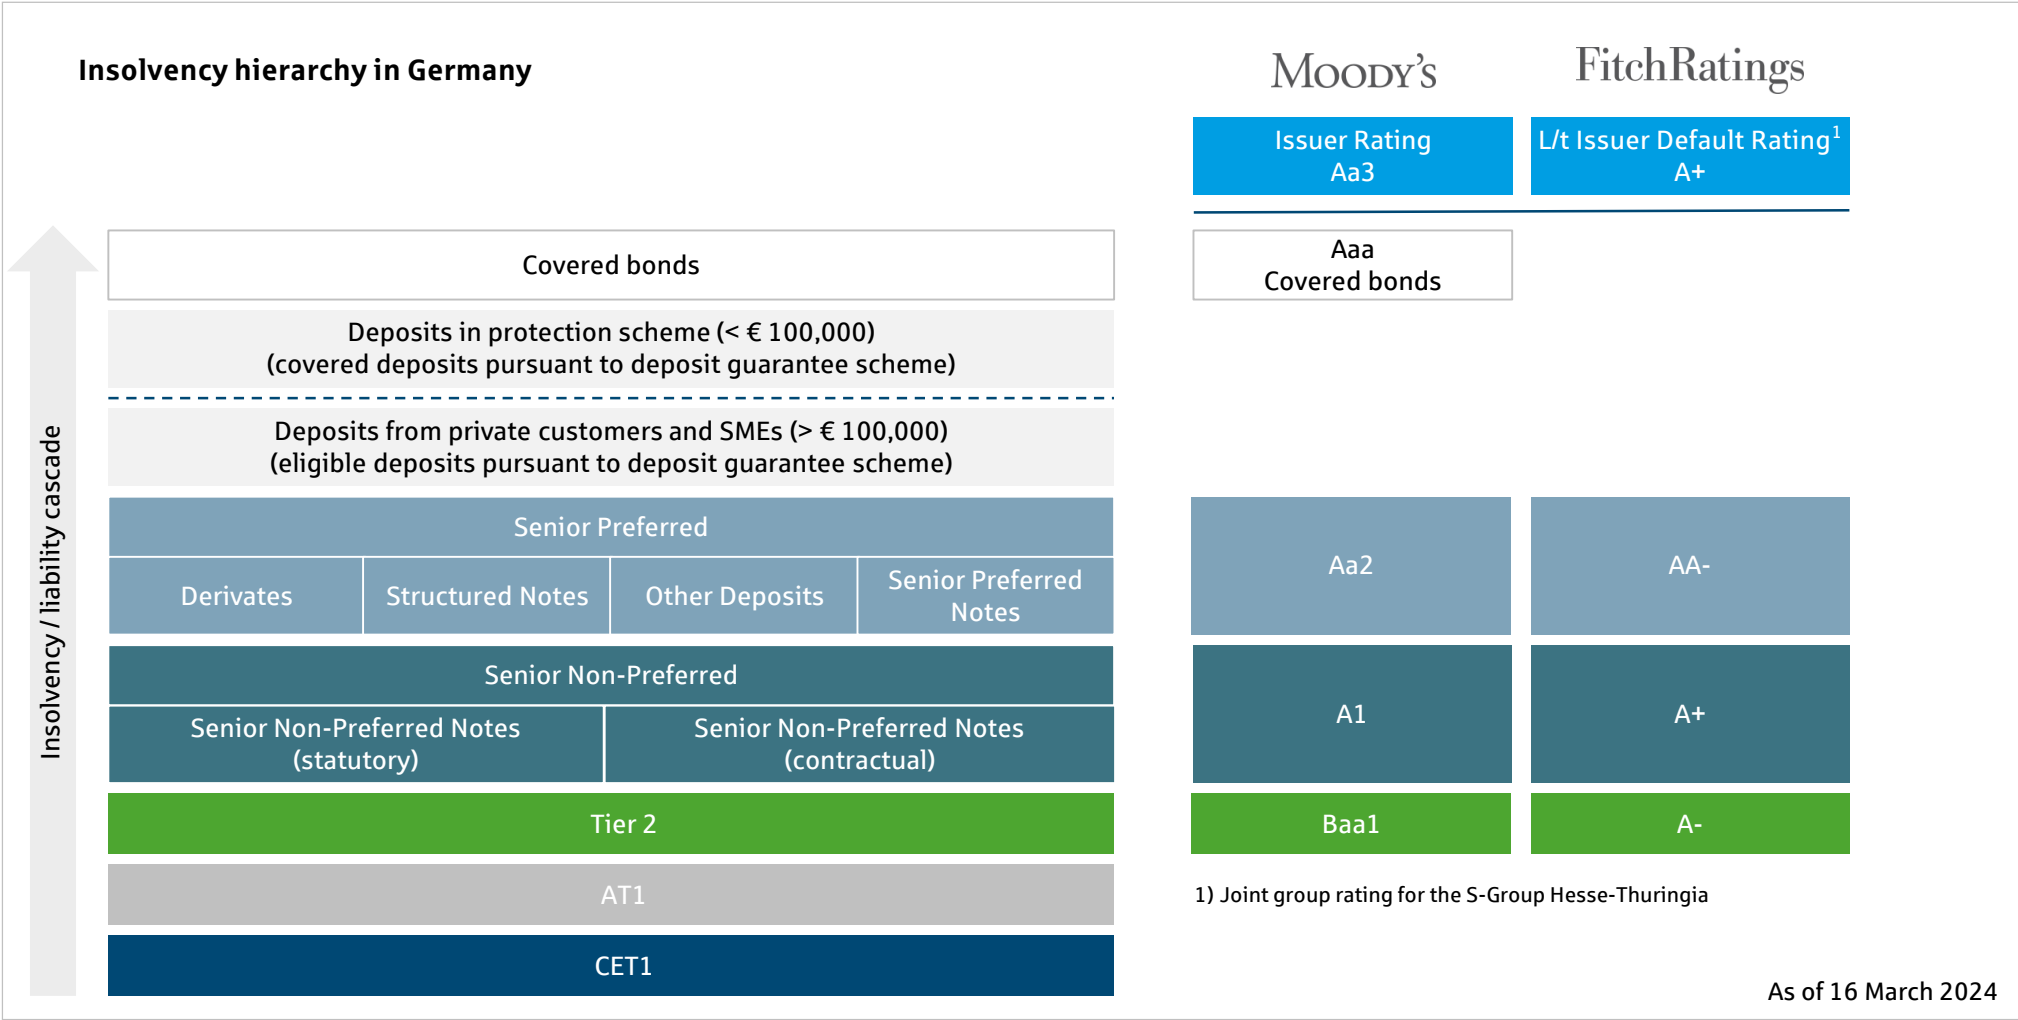 Insolvency hierarchy in Germany
MOODY'S
FitchRatings
Issuer Rating
Aa3
L/t Issuer Default Rating1
A+
Insolvency / liability cascade
Covered bonds
Aaa
Covered bonds
Deposits in protection scheme (< € 100,000)
(covered deposits pursuant to deposit guarantee scheme)
Deposits from private customers and SMEs (> € 100,000)
(eligible deposits pursuant to deposit guarantee scheme)
Senior Preferred
Derivates
Structured Notes
Other Deposits
Senior Preferred
Notes
Aa2
AA-
Senior Non-Preferred
Senior Non-Preferred Notes
(statutory)
Senior Non-Preferred Notes
(contractual)
A1
A+
Tier 2
Baa1
A-
AT1
1) Joint group rating for the S-Group Hesse-Thuringia
CET1
As of 16 March 2024